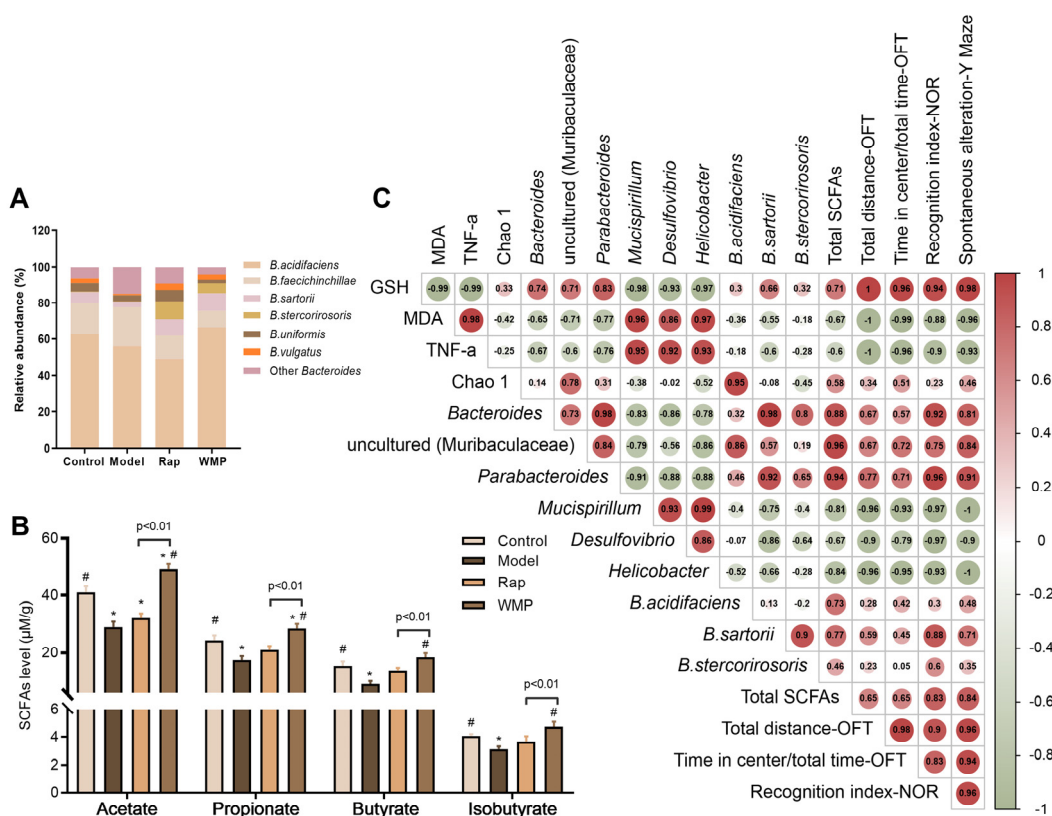 A
Relative abundance (%)
120
100
80
60
40
20
0
Control Model Rap WMP
B.acidifaciens
B.faecichinchillae
B.sartorii
B.stercorirosoris
B.uniformis
B.vulgatus
Other Bacteroides
B
SCFAs level (μM/g)
60
40
20
6
4
2
0
p<0.01
p<0.01
p<0.01
p<0.01
# * * * #
# * * #
# * #
# * #
Acetate Propionate Butyrate Isobutyrate
Control
Model
Rap
WMP
C
MDA
TNF-a
Chao 1
Bacteroides
uncultured (Muribaculaceae)
Parabacteroides
Mucispirillum
Desulfovibrio
Helicobacter
B.acidifaciens
B.sartorii
B.stercorirosoris
Total SCFAs
Total distance-OFT
Time in center/total time-OFT
Recognition index-NOR
Spontaneous alteration-Y Maze
GSH -0.99 -0.99 0.33 0.74 0.71 0.83 -0.98 -0.93 -0.97 0.3 0.66 0.32 0.71 1 0.96 0.94 0.98
MDA 0.98 -0.42 -0.65 -0.71 -0.77 0.96 0.86 0.97 -0.36 -0.55 -0.18 -0.67 -1 -0.99 -0.88 -0.96
TNF-a -0.25 -0.67 -0.6 -0.76 0.95 0.92 0.93 -0.18 -0.6 -0.28 -0.6 -1 -0.96 -0.9 -0.93
Chao 1 0.14 0.78 0.31 -0.38 -0.02 -0.52 0.95 -0.08 -0.45 0.58 0.34 0.51 0.23 0.46
Bacteroides 0.73 0.98 -0.83 -0.86 -0.78 0.32 0.98 0.8 0.88 0.67 0.57 0.92 0.81
uncultured (Muribaculaceae) 0.84 -0.79 -0.56 -0.86 0.86 0.57 0.19 0.96 0.67 0.72 0.75 0.84
Parabacteroides -0.91 -0.88 -0.88 0.46 0.92 0.65 0.94 0.77 0.71 0.96 0.91
Mucispirillum 0.93 0.99 -0.4 -0.75 -0.4 -0.81 -0.96 -0.93 -0.97 -1
Desulfovibrio 0.86 -0.07 -0.86 -0.64 -0.67 -0.9 -0.79 -0.97 -0.9
Helicobacter -0.52 -0.66 -0.28 -0.84 -0.96 -0.95 -0.93 -1
B.acidifaciens 0.13 -0.2 0.73 0.28 0.42 0.3 0.48
B.sartorii 0.9 0.77 0.59 0.45 0.88 0.71
B.stercorirosoris 0.46 0.23 0.05 0.6 0.35
Total SCFAs 0.65 0.65 0.83 0.84
Total distance-OFT 0.98 0.9 0.96
Time in center/total time-OFT 0.83 0.94
Recognition index-NOR 0.96
1
0.8
0.6
0.4
0.2
0
-0.2
-0.4
-0.6
-0.8
-1